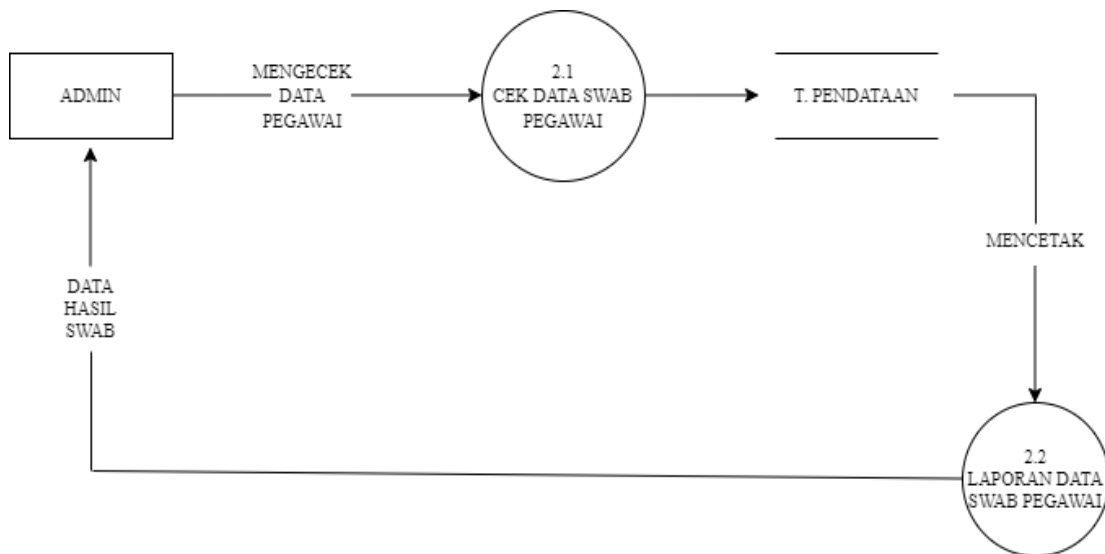 ADMIN
MENGECEK
DATA
PEGAWAI
2.1
CEK DATA SWAB
PEGAWAI
T. PENDATAAN
MENCETAK
DATA
HASIL
SWAB
2.2
LAPORAN DATA
SWAB PEGAWAI